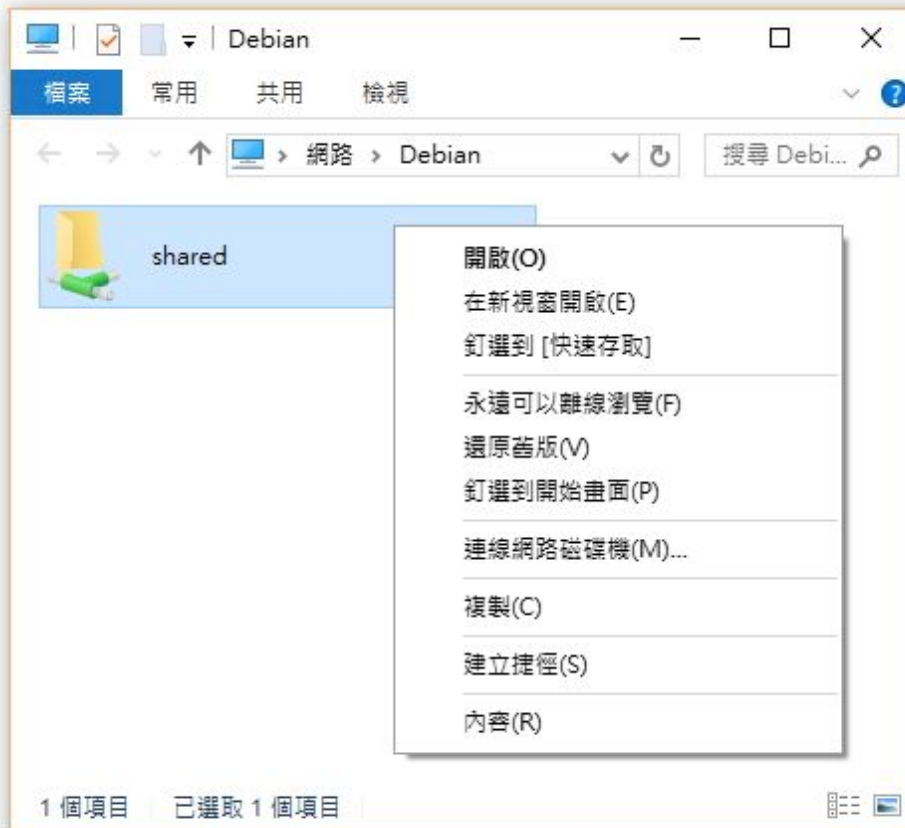 Debian
檔案 常用 共用 檢視
網路 Debian 搜尋 Debi...
shared
開啟(O)
在新視窗開啟(E)
釘選到 [快速存取]
永遠可以離線瀏覽(F)
還原舊版(V)
釘選到開始畫面(P)
連線網路磁碟機(M)...
複製(C)
建立捷徑(S)
內容(R)
1 個項目 已選取 1 個項目